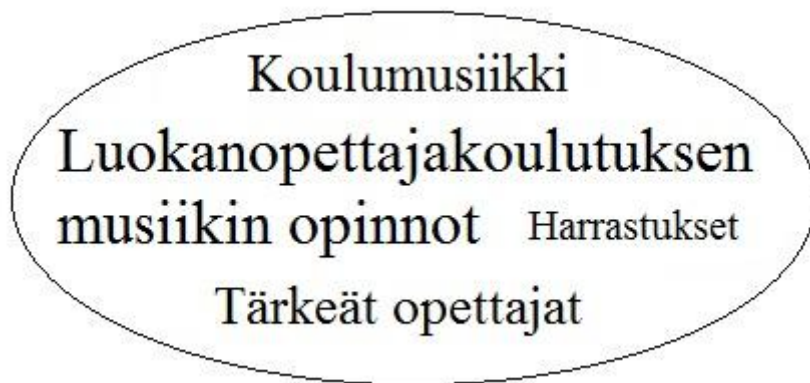 Koulumusiikki
Luokanopettajakoulutuksen
musiikin opinnot Harrastukset
Tärkeät opettajat